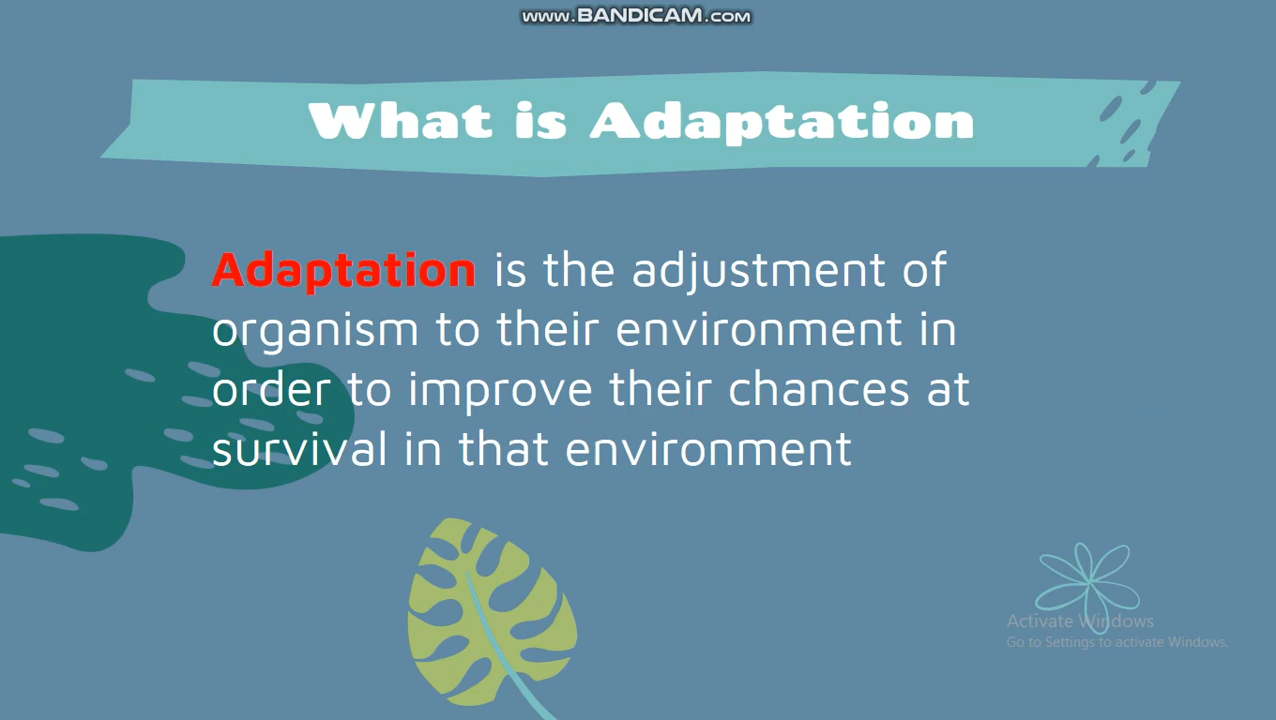 www.BANDICAM.com
What is Adaptation
Adaptation is the adjustment of
organism to their environment in
order to improve their chances at
survival in that environment
Activate Windows
Go to Settings to activate Windows.